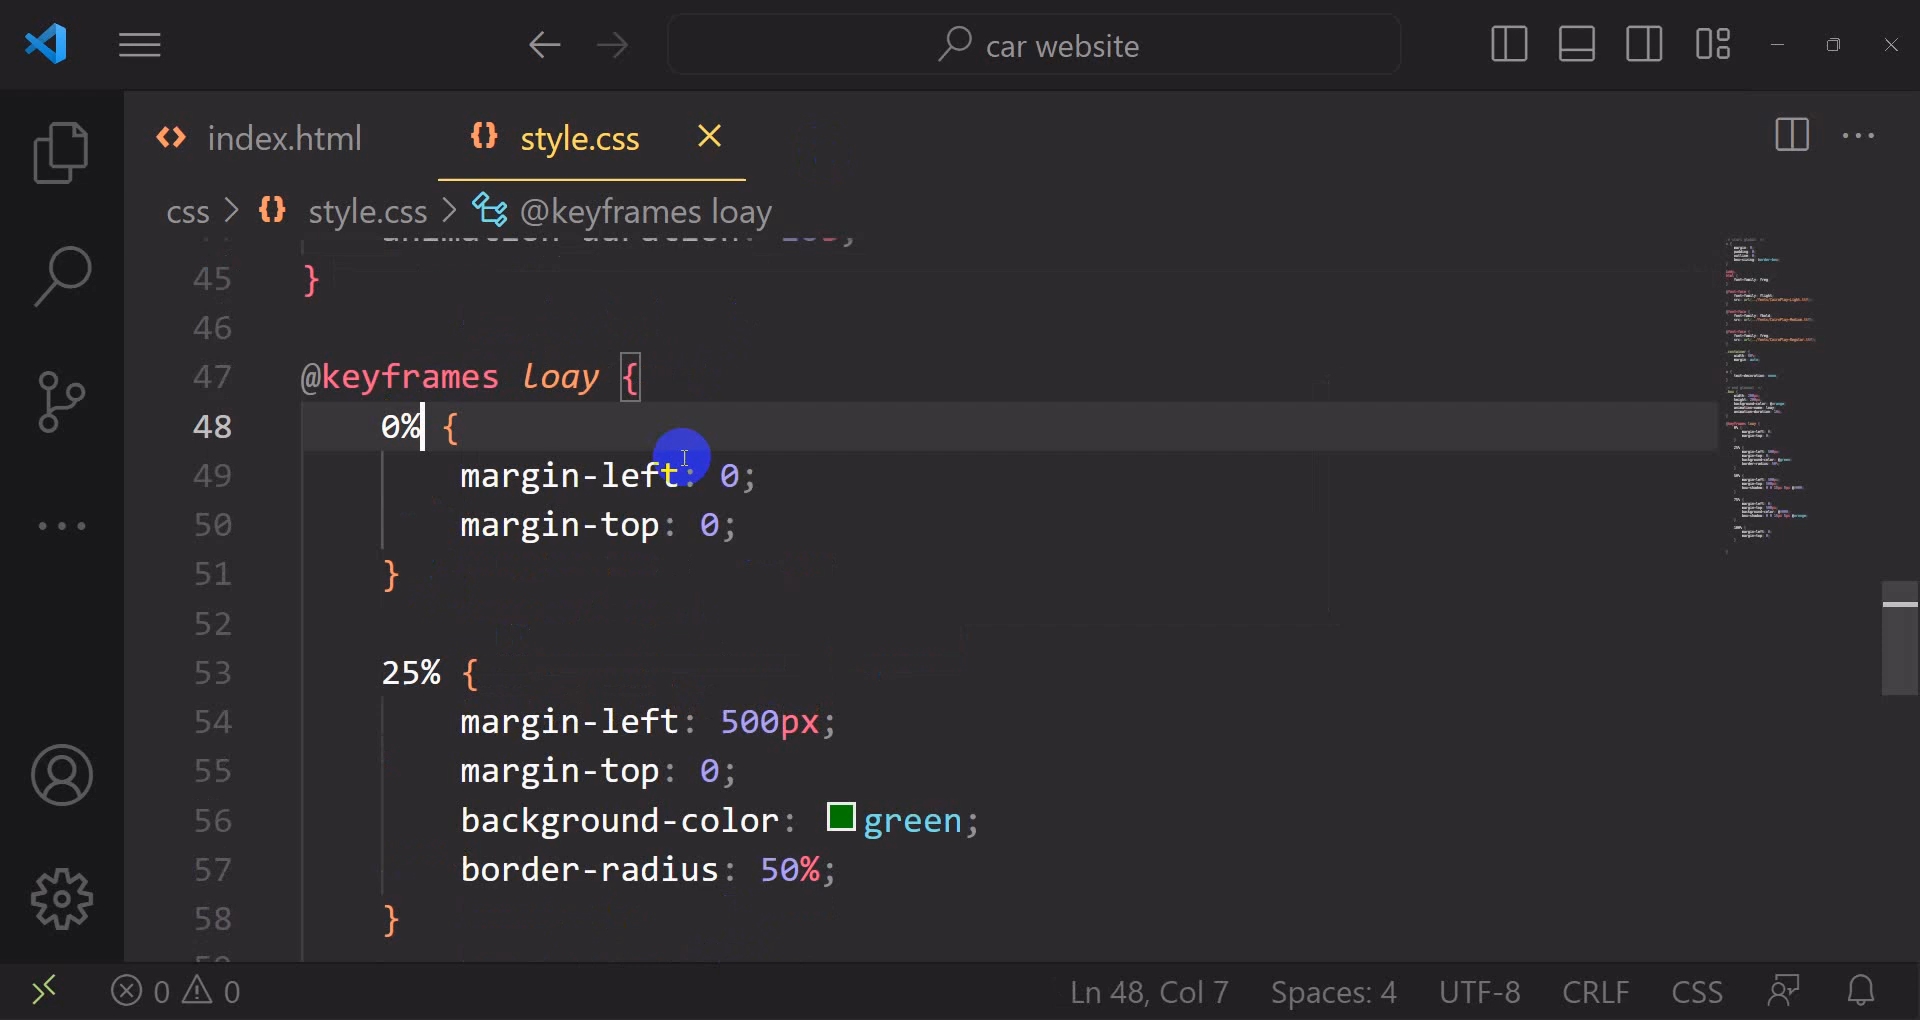 car website
index.html
style.css
css > style.css > @keyframes loay
45 }
46
47 @keyframes loay {
48 0% {
49 margin-left: 0;
50 margin-top: 0;
51 }
52
53 25% {
54 margin-left: 500px;
55 margin-top: 0;
56 background-color: green;
57 border-radius: 50%;
58 }
0 0
Ln 48, Col 7 Spaces: 4 UTF-8 CRLF CSS